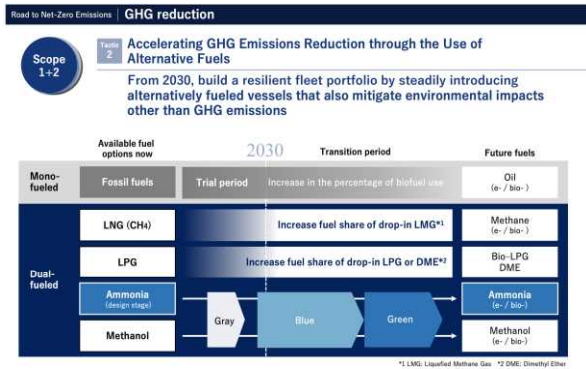 Road to Net-Zero Emissions GHG reduction
Scope
1+2
Tactic
2
Accelerating GHG Emissions Reduction through the Use of
Alternative Fuels
From 2030, build a resilient fleet portfolio by steadily introducing
alternatively fueled vessels that also mitigate environmental impacts
other than GHG emissions
Available fuel
options now
2030
Transition period
Future fuels
Mono-
fueled
Fossil fuels
Trial period
Increase in the percentage of biofuel use
Oil
(e- / bio- )
Dual-
fueled
LNG (CH4)
Increase fuel share of drop-in LMG*1
Methane
(e- / bio- )
LPG
Increase fuel share of drop-in LPG or DME*2
Bio-LPG
DME
Ammonia
(design stage)
Gray
Blue
Green
Ammonia
(e- / bio- )
Methanol
Methanol
(e- / bio- )
*1 LMG: Liquefied Methane Gas *2 DME: Dimethyl Ether